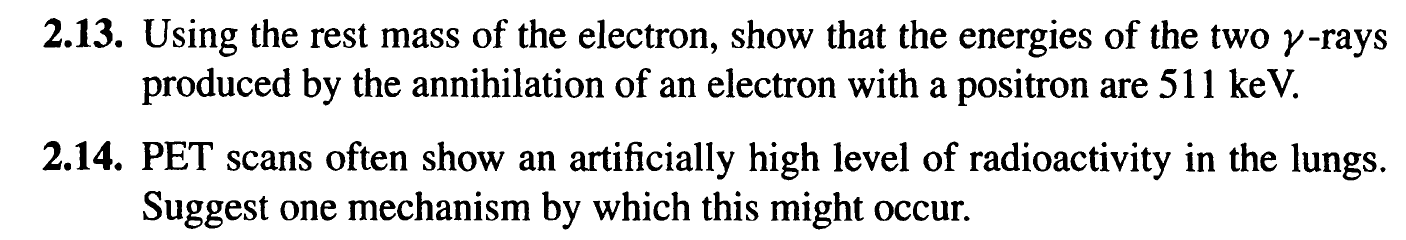 2.13. Using the rest mass of the electron, show that the energies of the two γ-rays
produced by the annihilation of an electron with a positron are 511 keV.
2.14. PET scans often show an artificially high level of radioactivity in the lungs.
Suggest one mechanism by which this might occur.